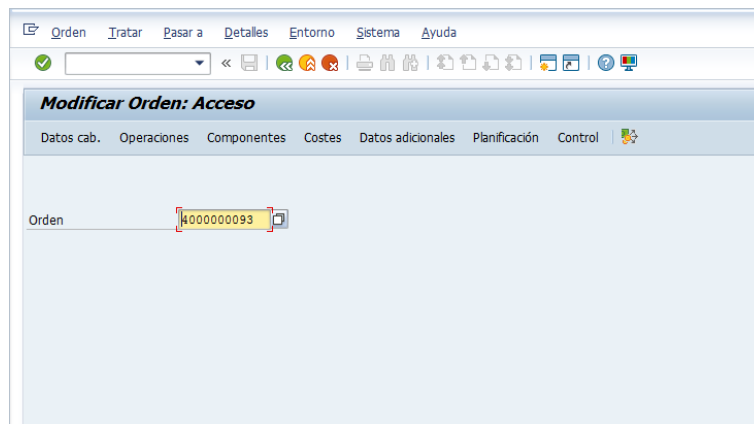 Orden Tratar Pasar a Detalles Entorno Sistema Ayuda
Modificar Orden: Acceso
Datos cab. Operaciones Componentes Costes Datos adicionales Planificación Control
Orden 4000000093